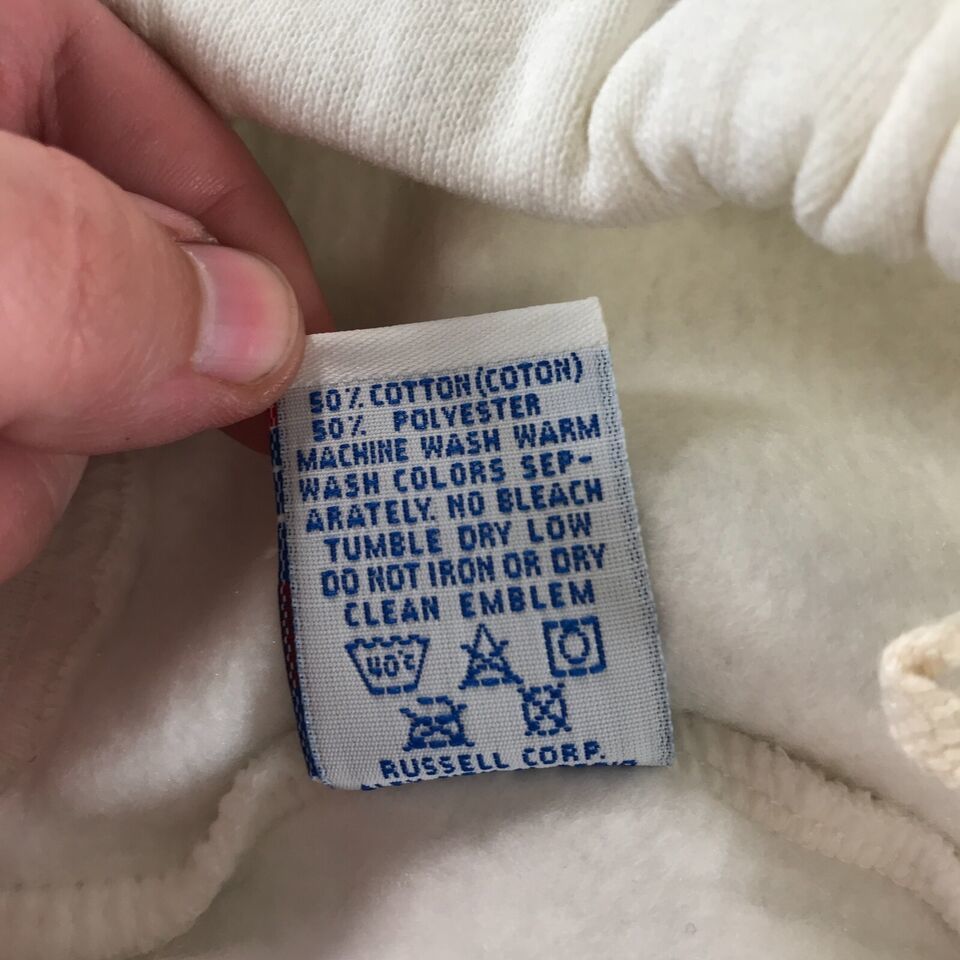 50% COTTON (COTON)
50% POLYESTER
MACHINE WASH WARM
WASH COLORS SEP-
ARATELY. NO BLEACH
TUMBLE DRY LOW
DO NOT IRON OR DRY
CLEAN EMBLEM
40°C
RUSSELL CORP.